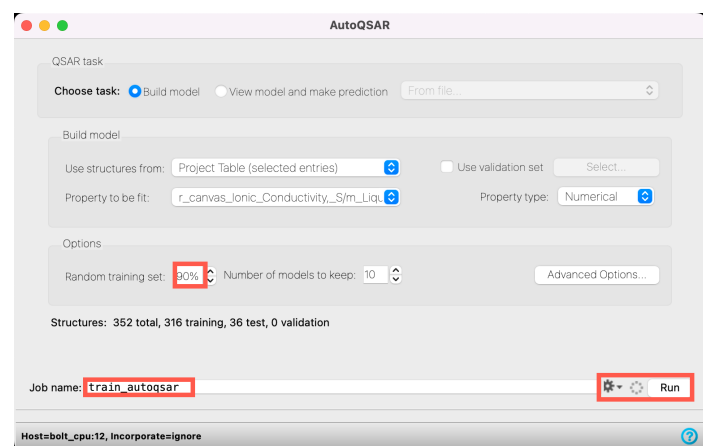 AutoQSAR
QSAR task
Choose task: Build model View model and make prediction From file...
Build model
Use structures from: Project Table (selected entries) Use validation set Select...
Property to be fit: r_canvas_Ionic_Conductivity,_S/m_Liqu Property type: Numerical
Options
Random training set: 90% Number of models to keep: 10 Advanced Options...
Structures: 352 total, 316 training, 36 test, 0 validation
Job name: train_autoqsar Run
Host=bolt_cpu:12, Incorporate=ignore ?